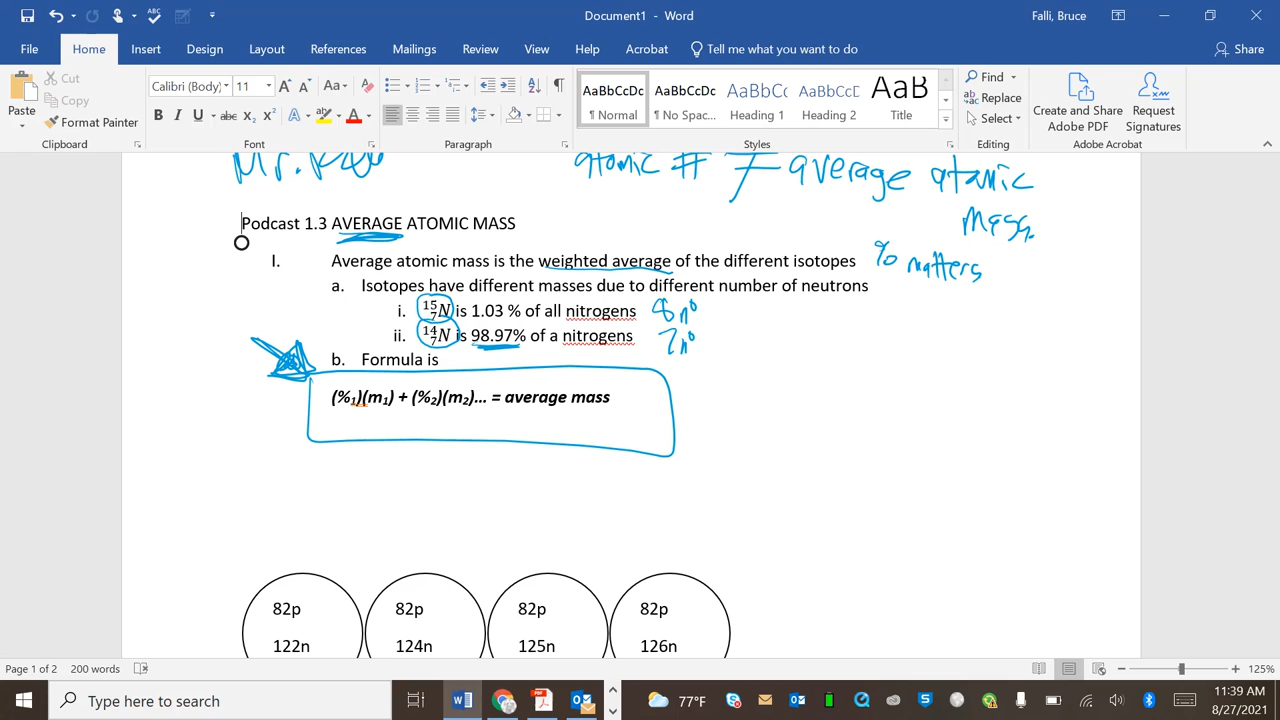 Document1 - Word
Falli, Bruce
File Home Insert Design Layout References Mailings Review View Help Acrobat Tell me what you want to do Share
Paste
Cut
Copy
Format Painter
Clipboard
Calibri (Body) 11
Font
Paragraph
AaBbCcDc AaBbCcDc AaBbCc AaBbCcD AaB
¶ Normal ¶ No Spac... Heading 1 Heading 2 Title
Styles
Find
Replace
Select
Editing
Create and Share Adobe PDF
Request Signatures
Adobe Acrobat
Mr.
atomic # 7 average atomic
mass.
Podcast 1.3 AVERAGE ATOMIC MASS
I. Average atomic mass is the weighted average of the different isotopes % matters
a. Isotopes have different masses due to different number of neutrons
i. ¹⁵₇N is 1.03 % of all nitrogens 8n⁰
ii. ¹⁴₇N is 98.97% of a nitrogens 7n⁰
b. Formula is
(%₁)(m₁) + (%₂)(m₂)... = average mass
82p 82p 82p 82p
122n 124n 125n 126n
Page 1 of 2 200 words 125%
Type here to search
77°F
11:39 AM
8/27/2021